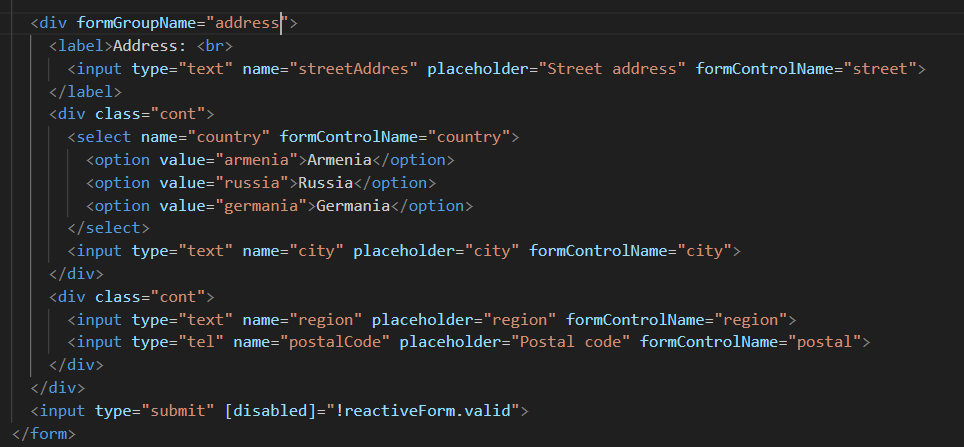 <div formGroupName="address">
<label>Address: <br>
<input type="text" name="streetAddres" placeholder="Street address" formControlName="street">
</label>
<div class="cont">
<select name="country" formControlName="country">
<option value="armenia">Armenia</option>
<option value="russia">Russia</option>
<option value="germania">Germania</option>
</select>
<input type="text" name="city" placeholder="city" formControlName="city">
</div>
<div class="cont">
<input type="text" name="region" placeholder="region" formControlName="region">
<input type="tel" name="postalCode" placeholder="Postal code" formControlName="postal">
</div>
</div>
<input type="submit" [disabled]="!reactiveForm.valid">
</form>